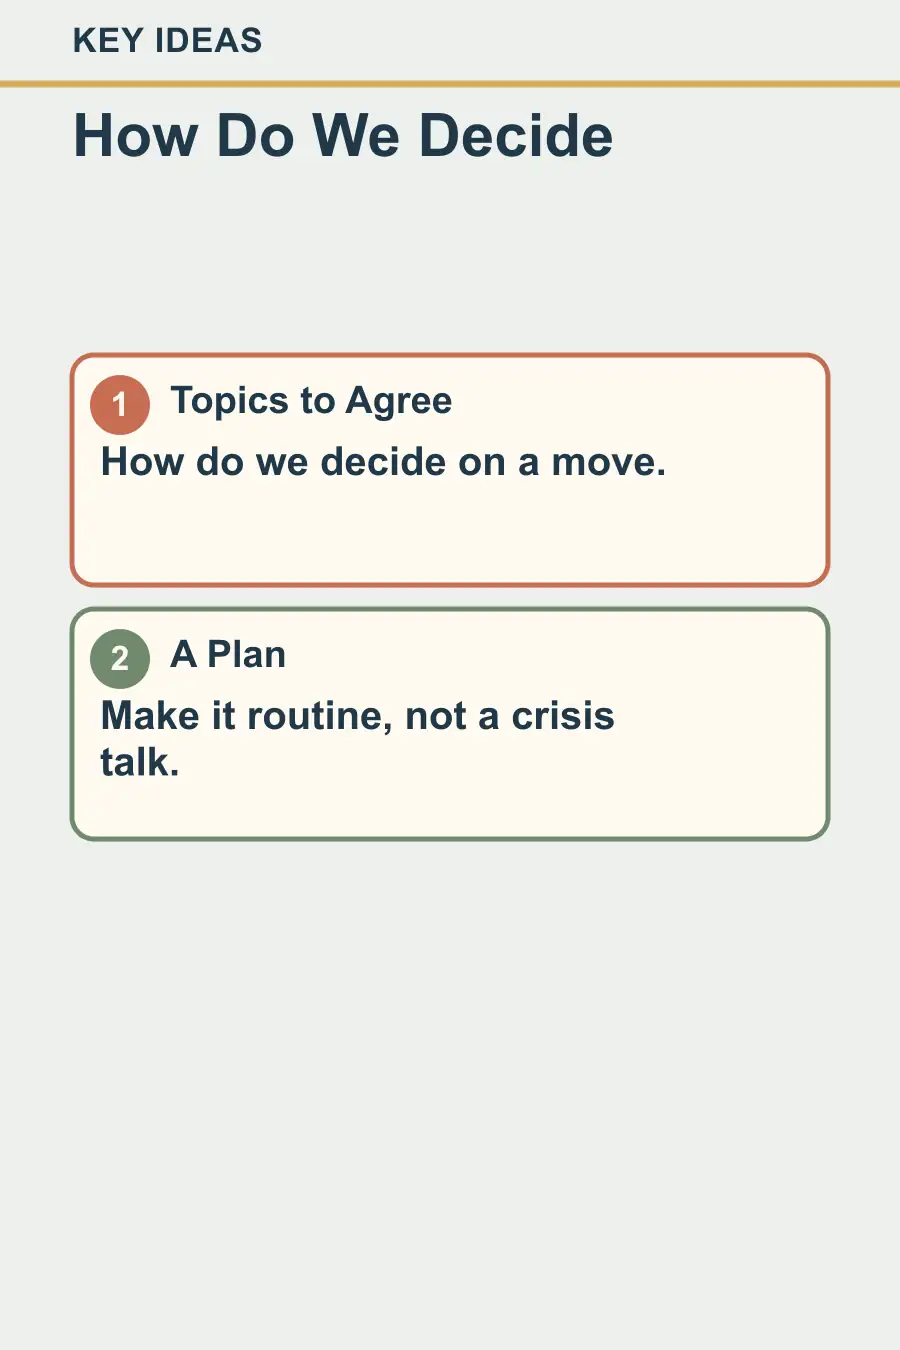 KEY IDEAS
How Do We Decide
1 Topics to Agree
How do we decide on a move.
2 A Plan
Make it routine, not a crisis
talk.